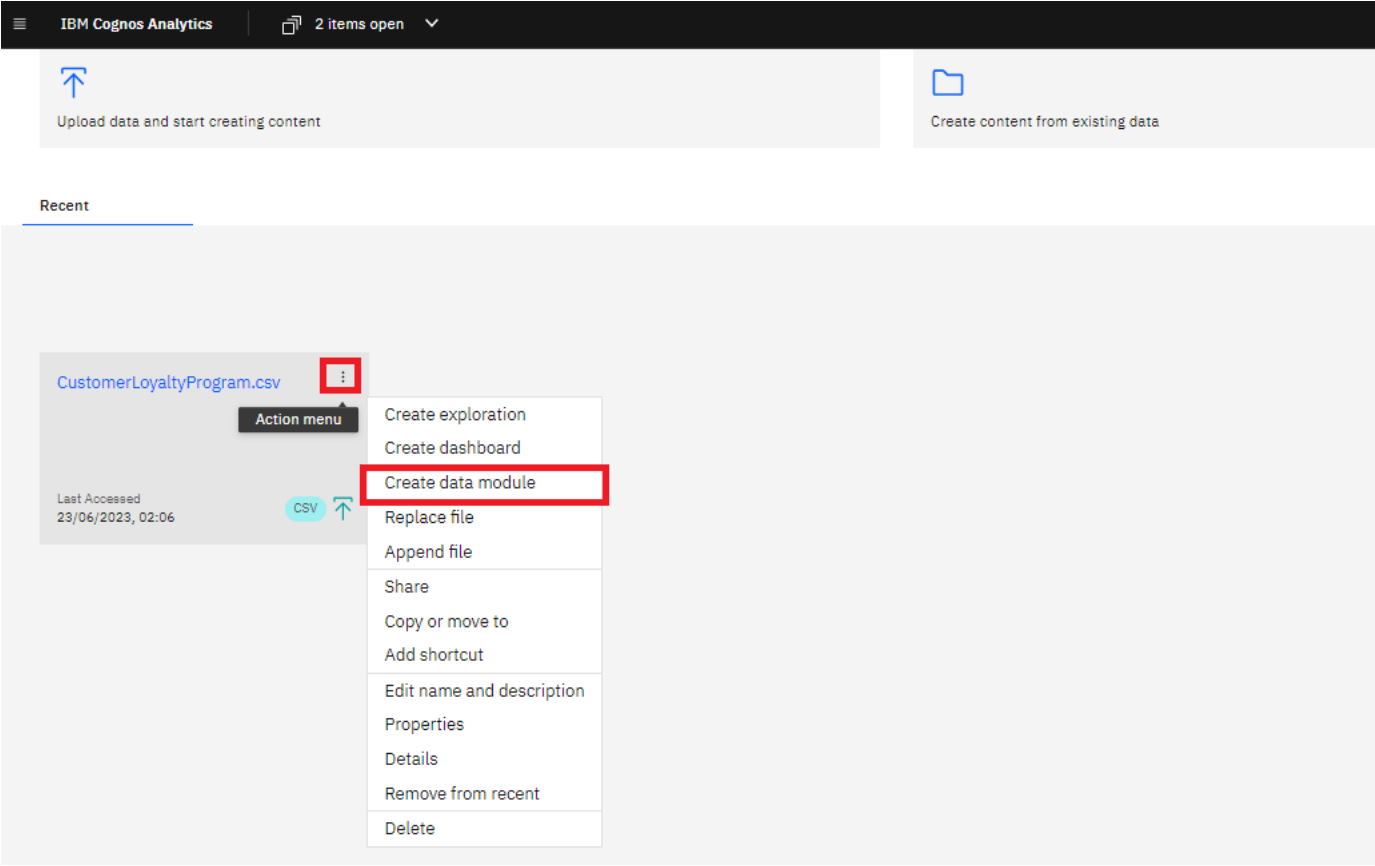 IBM Cognos Analytics
2 items open
Upload data and start creating content
Create content from existing data
Recent
CustomerLoyaltyProgram.csv
Action menu
Last Accessed
23/06/2023, 02:06
CSV
Create exploration
Create dashboard
Create data module
Replace file
Append file
Share
Copy or move to
Add shortcut
Edit name and description
Properties
Details
Remove from recent
Delete